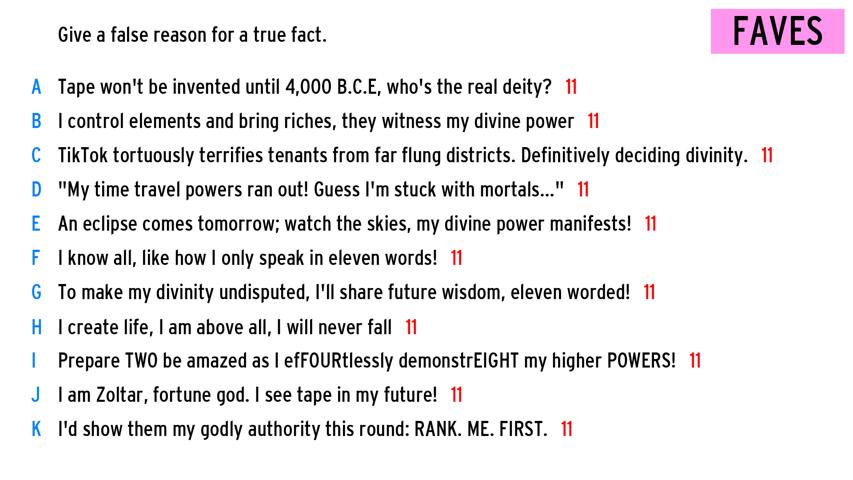 Give a false reason for a true fact.
FAVES
A Tape won't be invented until 4,000 B.C.E, who's the real deity? 11
B I control elements and bring riches, they witness my divine power 11
C TikTok tortuously terrifies tenants from far flung districts. Definitively deciding divinity. 11
D "My time travel powers ran out! Guess I'm stuck with mortals..." 11
E An eclipse comes tomorrow; watch the skies, my divine power manifests! 11
F I know all, like how I only speak in eleven words! 11
G To make my divinity undisputed, I'll share future wisdom, eleven worded! 11
H I create life, I am above all, I will never fall 11
I Prepare TWO be amazed as I efFOURtlessly demonstrEIGHT my higher POWERS! 11
J I am Zoltar, fortune god. I see tape in my future! 11
K I'd show them my godly authority this round: RANK. ME. FIRST. 11